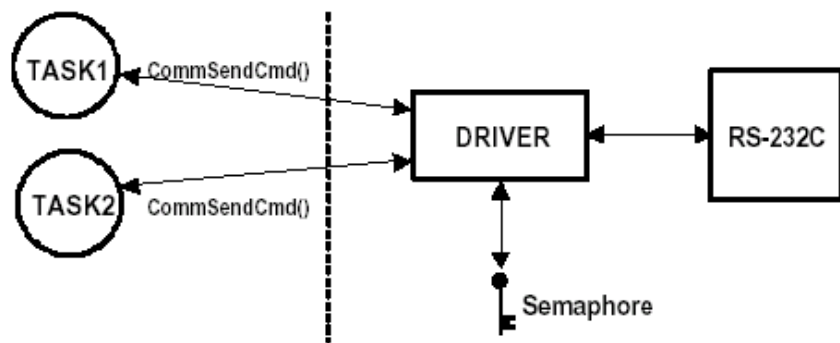 TASK1
CommSendCmd()
DRIVER
RS-232C
TASK2
CommSendCmd()
Semaphore